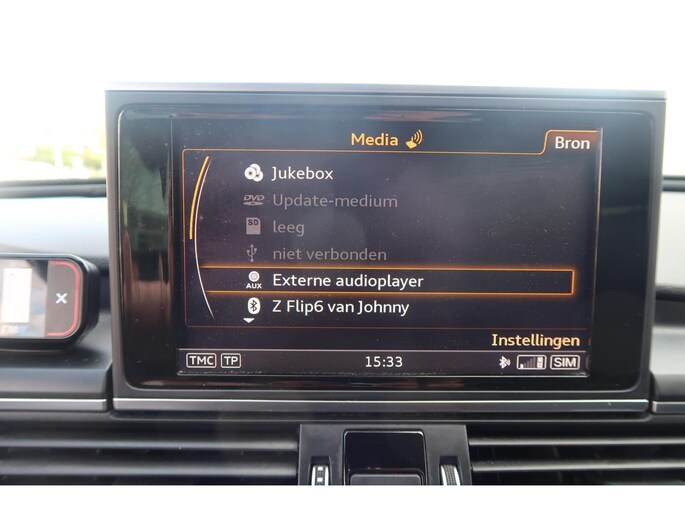 Media
Bron
Jukebox
DVD Update-medium
SD leeg
niet verbonden
AUX Externe audioplayer
Z Flip6 van Johnny
Instellingen
TMC TP 15:33 SIM